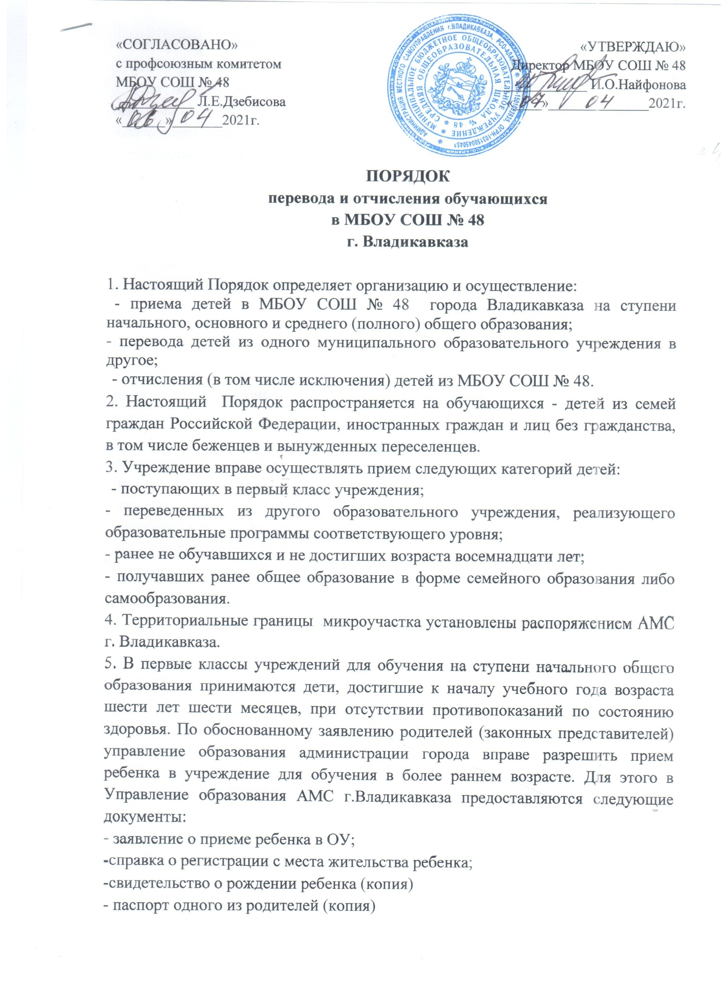 «СОГЛАСОВАНО»
с профсоюзным комитетом
МБОУ СОШ № 48
___________ Л.Е.Дзебисова
«06» 04 2021г.
«УТВЕРЖДАЮ»
Директор МБОУ СОШ № 48
____________ И.О.Найфонова
«07» 04 2021г.
АДМИНИСТРАЦИЯ МЕСТНОГО САМОУПРАВЛЕНИЯ г.ВЛАДИКАВКАЗА, РСО-АЛАНИЯ
МУНИЦИПАЛЬНОЕ БЮДЖЕТНОЕ ОБЩЕОБРАЗОВАТЕЛЬНОЕ УЧРЕЖДЕНИЕ
СРЕДНЯЯ ОБЩЕОБРАЗОВАТЕЛЬНАЯ ШКОЛА № 48
ПОРЯДОК
перевода и отчисления обучающихся
в МБОУ СОШ № 48
г. Владикавказа
1. Настоящий Порядок определяет организацию и осуществление:
- приема детей в МБОУ СОШ № 48 города Владикавказа на ступени
начального, основного и среднего (полного) общего образования;
- перевода детей из одного муниципального образовательного учреждения в
другое;
- отчисления (в том числе исключения) детей из МБОУ СОШ № 48.
2. Настоящий Порядок распространяется на обучающихся - детей из семей
граждан Российской Федерации, иностранных граждан и лиц без гражданства,
в том числе беженцев и вынужденных переселенцев.
3. Учреждение вправе осуществлять прием следующих категорий детей:
- поступающих в первый класс учреждения;
- переведенных из другого образовательного учреждения, реализующего
образовательные программы соответствующего уровня;
- ранее не обучавшихся и не достигших возраста восемнадцати лет;
- получавших ранее общее образование в форме семейного образования либо
самообразования.
4. Территориальные границы микроучастка установлены распоряжением АМС
г. Владикавказа.
5. В первые классы учреждений для обучения на ступени начального общего
образования принимаются дети, достигшие к началу учебного года возраста
шести лет шести месяцев, при отсутствии противопоказаний по состоянию
здоровья. По обоснованному заявлению родителей (законных представителей)
управление образования администрации города вправе разрешить прием
ребенка в учреждение для обучения в более раннем возрасте. Для этого в
Управление образования АМС г.Владикавказа предоставляются следующие
документы:
- заявление о приеме ребенка в ОУ;
-справка о регистрации с места жительства ребенка;
-свидетельство о рождении ребенка (копия)
- паспорт одного из родителей (копия)